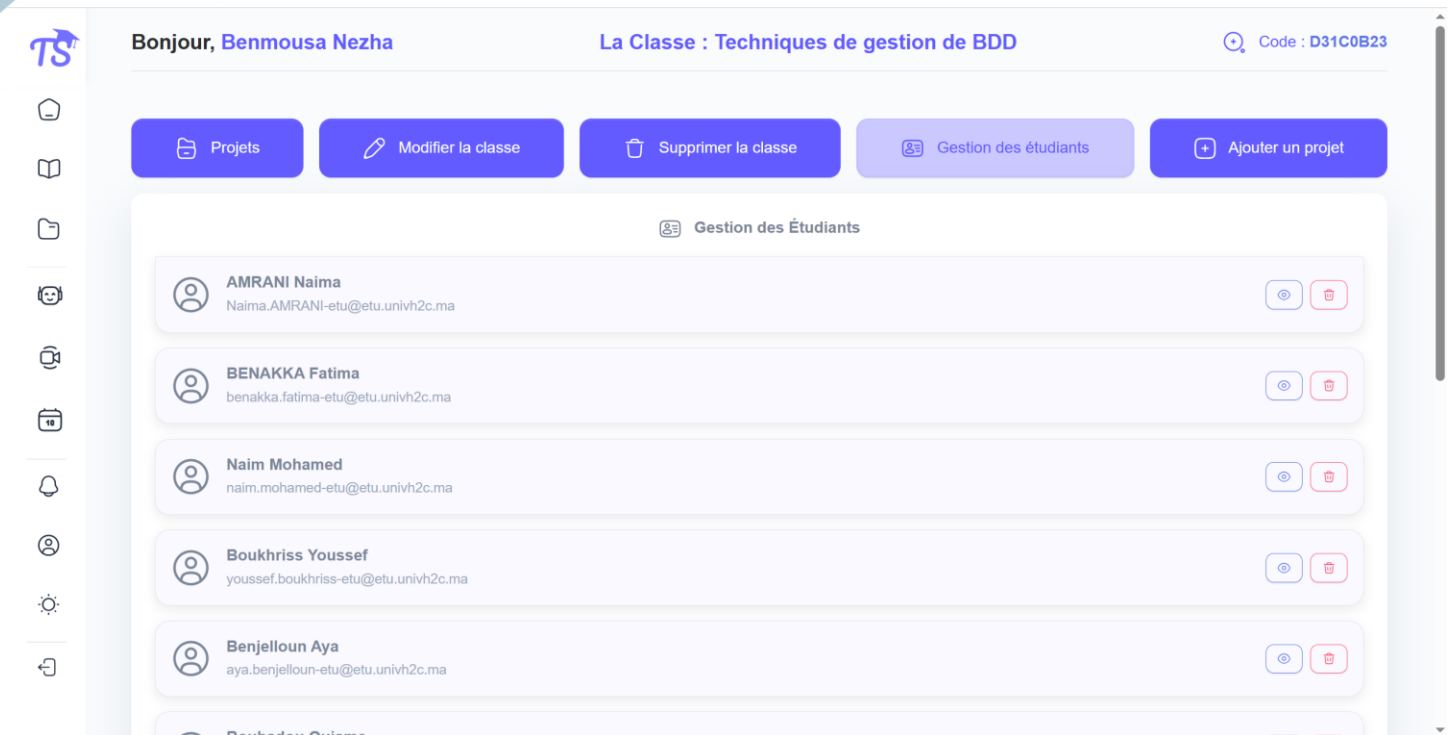 TS
Bonjour, Benmousa Nezha
La Classe : Techniques de gestion de BDD
Code : D31C0B23
Projets
Modifier la classe
Supprimer la classe
Gestion des étudiants
Ajouter un projet
Gestion des Étudiants
AMRANI Naima
Naima.AMRANI-etu@etu.univh2c.ma
BENAKKA Fatima
benakka.fatima-etu@etu.univh2c.ma
Naim Mohamed
naim.mohamed-etu@etu.univh2c.ma
10
Boukhriss Youssef
youssef.boukhriss-etu@etu.univh2c.ma
Benjelloun Aya
aya.benjelloun-etu@etu.univh2c.ma